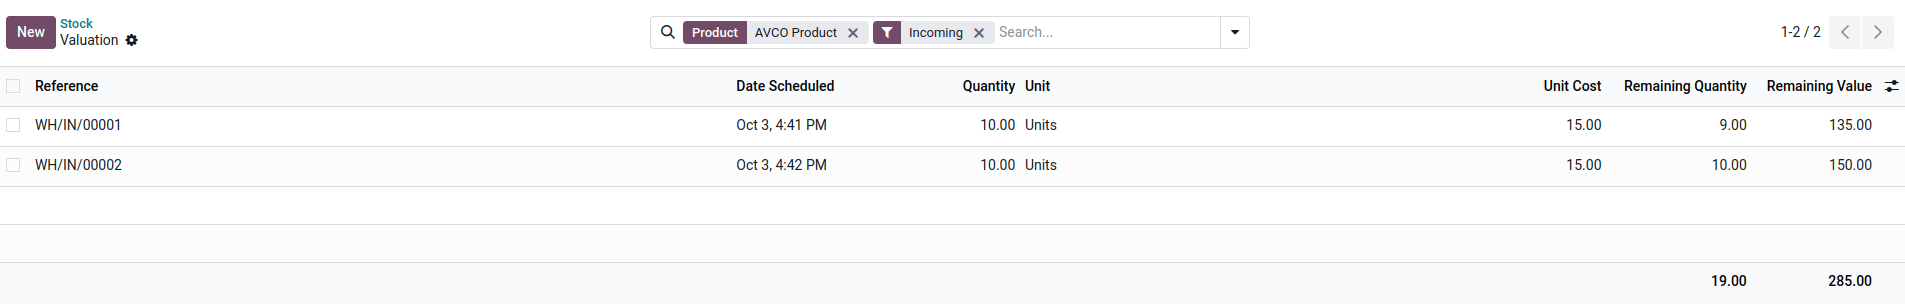 New
Stock
Valuation
Product AVCO Product Incoming Search...
1-2 / 2
Reference Date Scheduled Quantity Unit Unit Cost Remaining Quantity Remaining Value
WH/IN/00001 Oct 3, 4:41 PM 10.00 Units 15.00 9.00 135.00
WH/IN/00002 Oct 3, 4:42 PM 10.00 Units 15.00 10.00 150.00
19.00 285.00